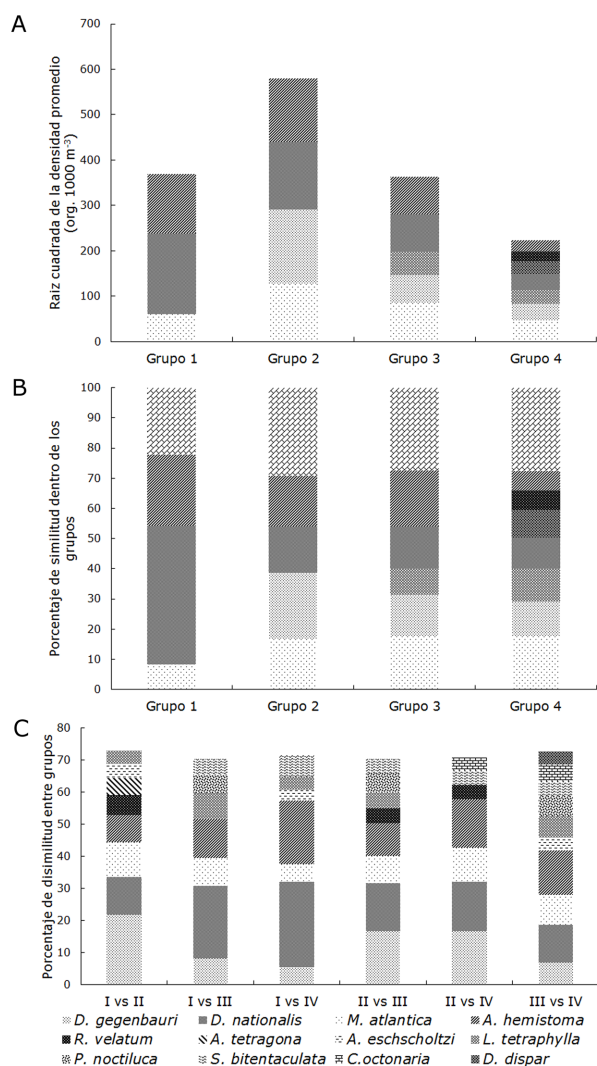 A
Raiz cuadrada de la densidad promedio
(org. 1000 m⁻³)
700
600
500
400
300
200
100
0
Grupo 1 Grupo 2 Grupo 3 Grupo 4
B
Porcentaje de similitud dentro de los
grupos
100
90
80
70
60
50
40
30
20
10
0
Grupo 1 Grupo 2 Grupo 3 Grupo 4
C
Porcentaje de disimilitud entre grupos
80
70
60
50
40
30
20
10
0
I vs II I vs III I vs IV II vs III II vs IV III vs IV
D. gegenbauri D. nationalis M. atlantica A. hemistoma
R. velatum A. tetragona A. eschscholtzi L. tetraphylla
P. noctiluca S. bitentaculata C.octonaria D. dispar